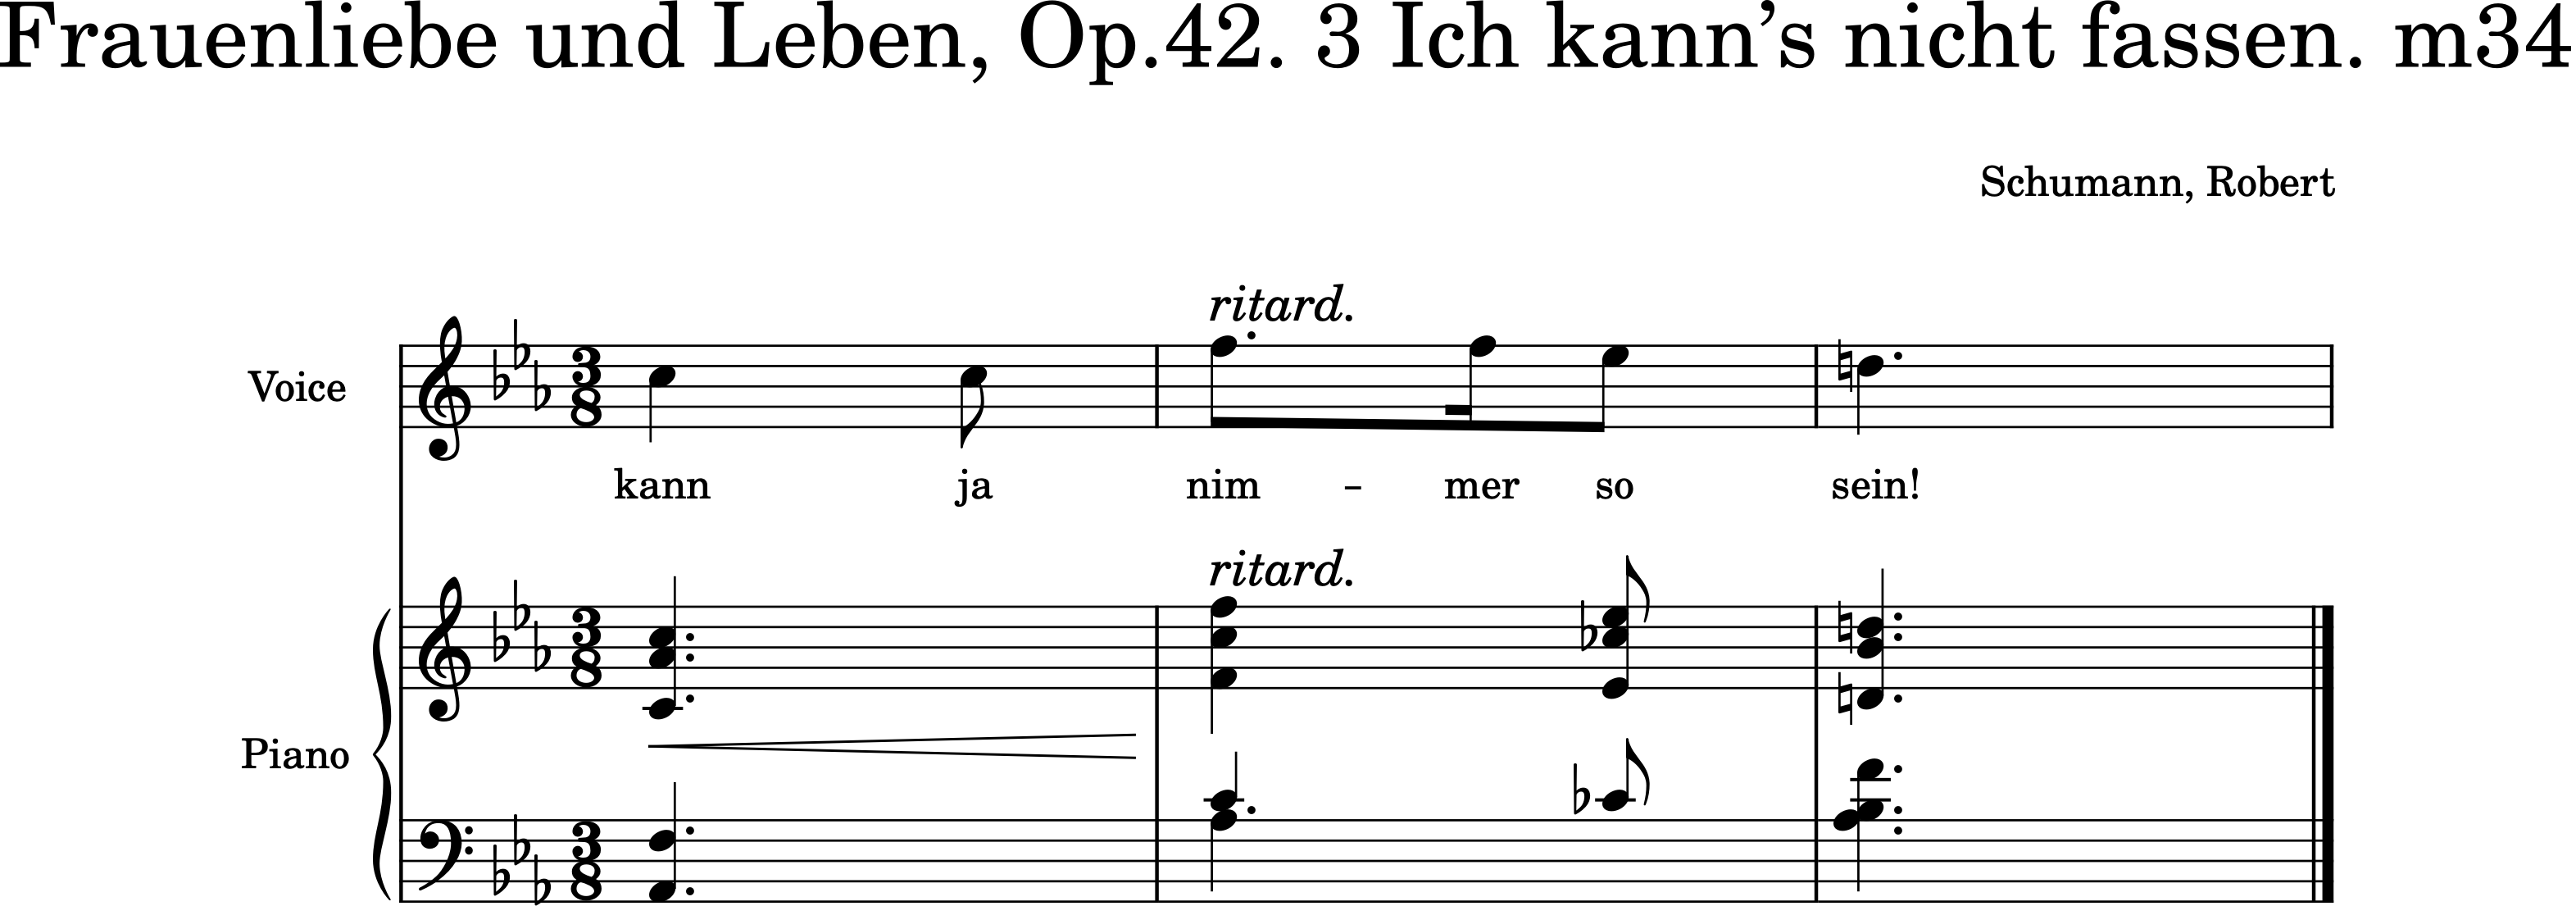 Frauenliebe und Leben, Op.42. 3 Ich kann’s nicht fassen. m34
Schumann, Robert
ritard.
Voice
kann ja nim – mer so sein!
ritard.
Piano